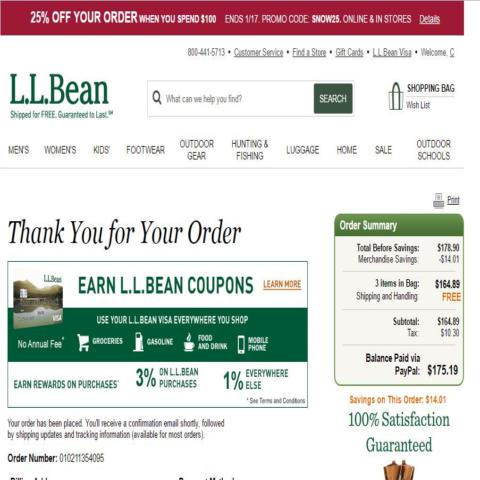 25% OFF YOUR ORDER WHEN YOU SPEND $100 ENDS 1/17. PROMO CODE: SNOW25. ONLINE & IN STORES Details
800-441-5713 • Customer Service • Find a Store • Gift Cards • L.L.Bean Visa • Welcome, C
L.L.Bean
Shipped for FREE. Guaranteed to Last.℠
What can we help you find?
SEARCH
SHOPPING BAG
Wish List
MEN'S WOMEN'S KIDS' FOOTWEAR OUTDOOR GEAR HUNTING & FISHING LUGGAGE HOME SALE OUTDOOR SCHOOLS
Print
Thank You for Your Order
L.L.Bean
VISA
No Annual Fee*
EARN L.L.BEAN COUPONS LEARN MORE
USE YOUR L.L.BEAN VISA EVERYWHERE YOU SHOP
GROCERIES GASOLINE FOOD AND DRINK MOBILE PHONE
EARN REWARDS ON PURCHASES* 3% ON L.L.BEAN PURCHASES 1% EVERYWHERE ELSE
* See Terms and Conditions
Your order has been placed. You'll receive a confirmation email shortly, followed
by shipping updates and tracking information (available for most orders).
Order Number: 010211354095
Order Summary
Total Before Savings: $178.90
Merchandise Savings: -$14.01
3 items in Bag: $164.89
Shipping and Handling: FREE
Subtotal: $164.89
Tax: $10.30
Balance Paid via
PayPal: $175.19
Savings on This Order: $14.01
100% Satisfaction
Guaranteed